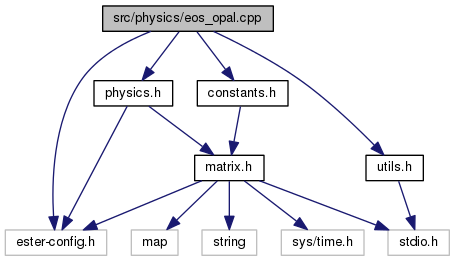 src/physics/eos_opal.cpp
physics.h
constants.h
matrix.h
utils.h
ester-config.h
map
string
sys/time.h
stdio.h